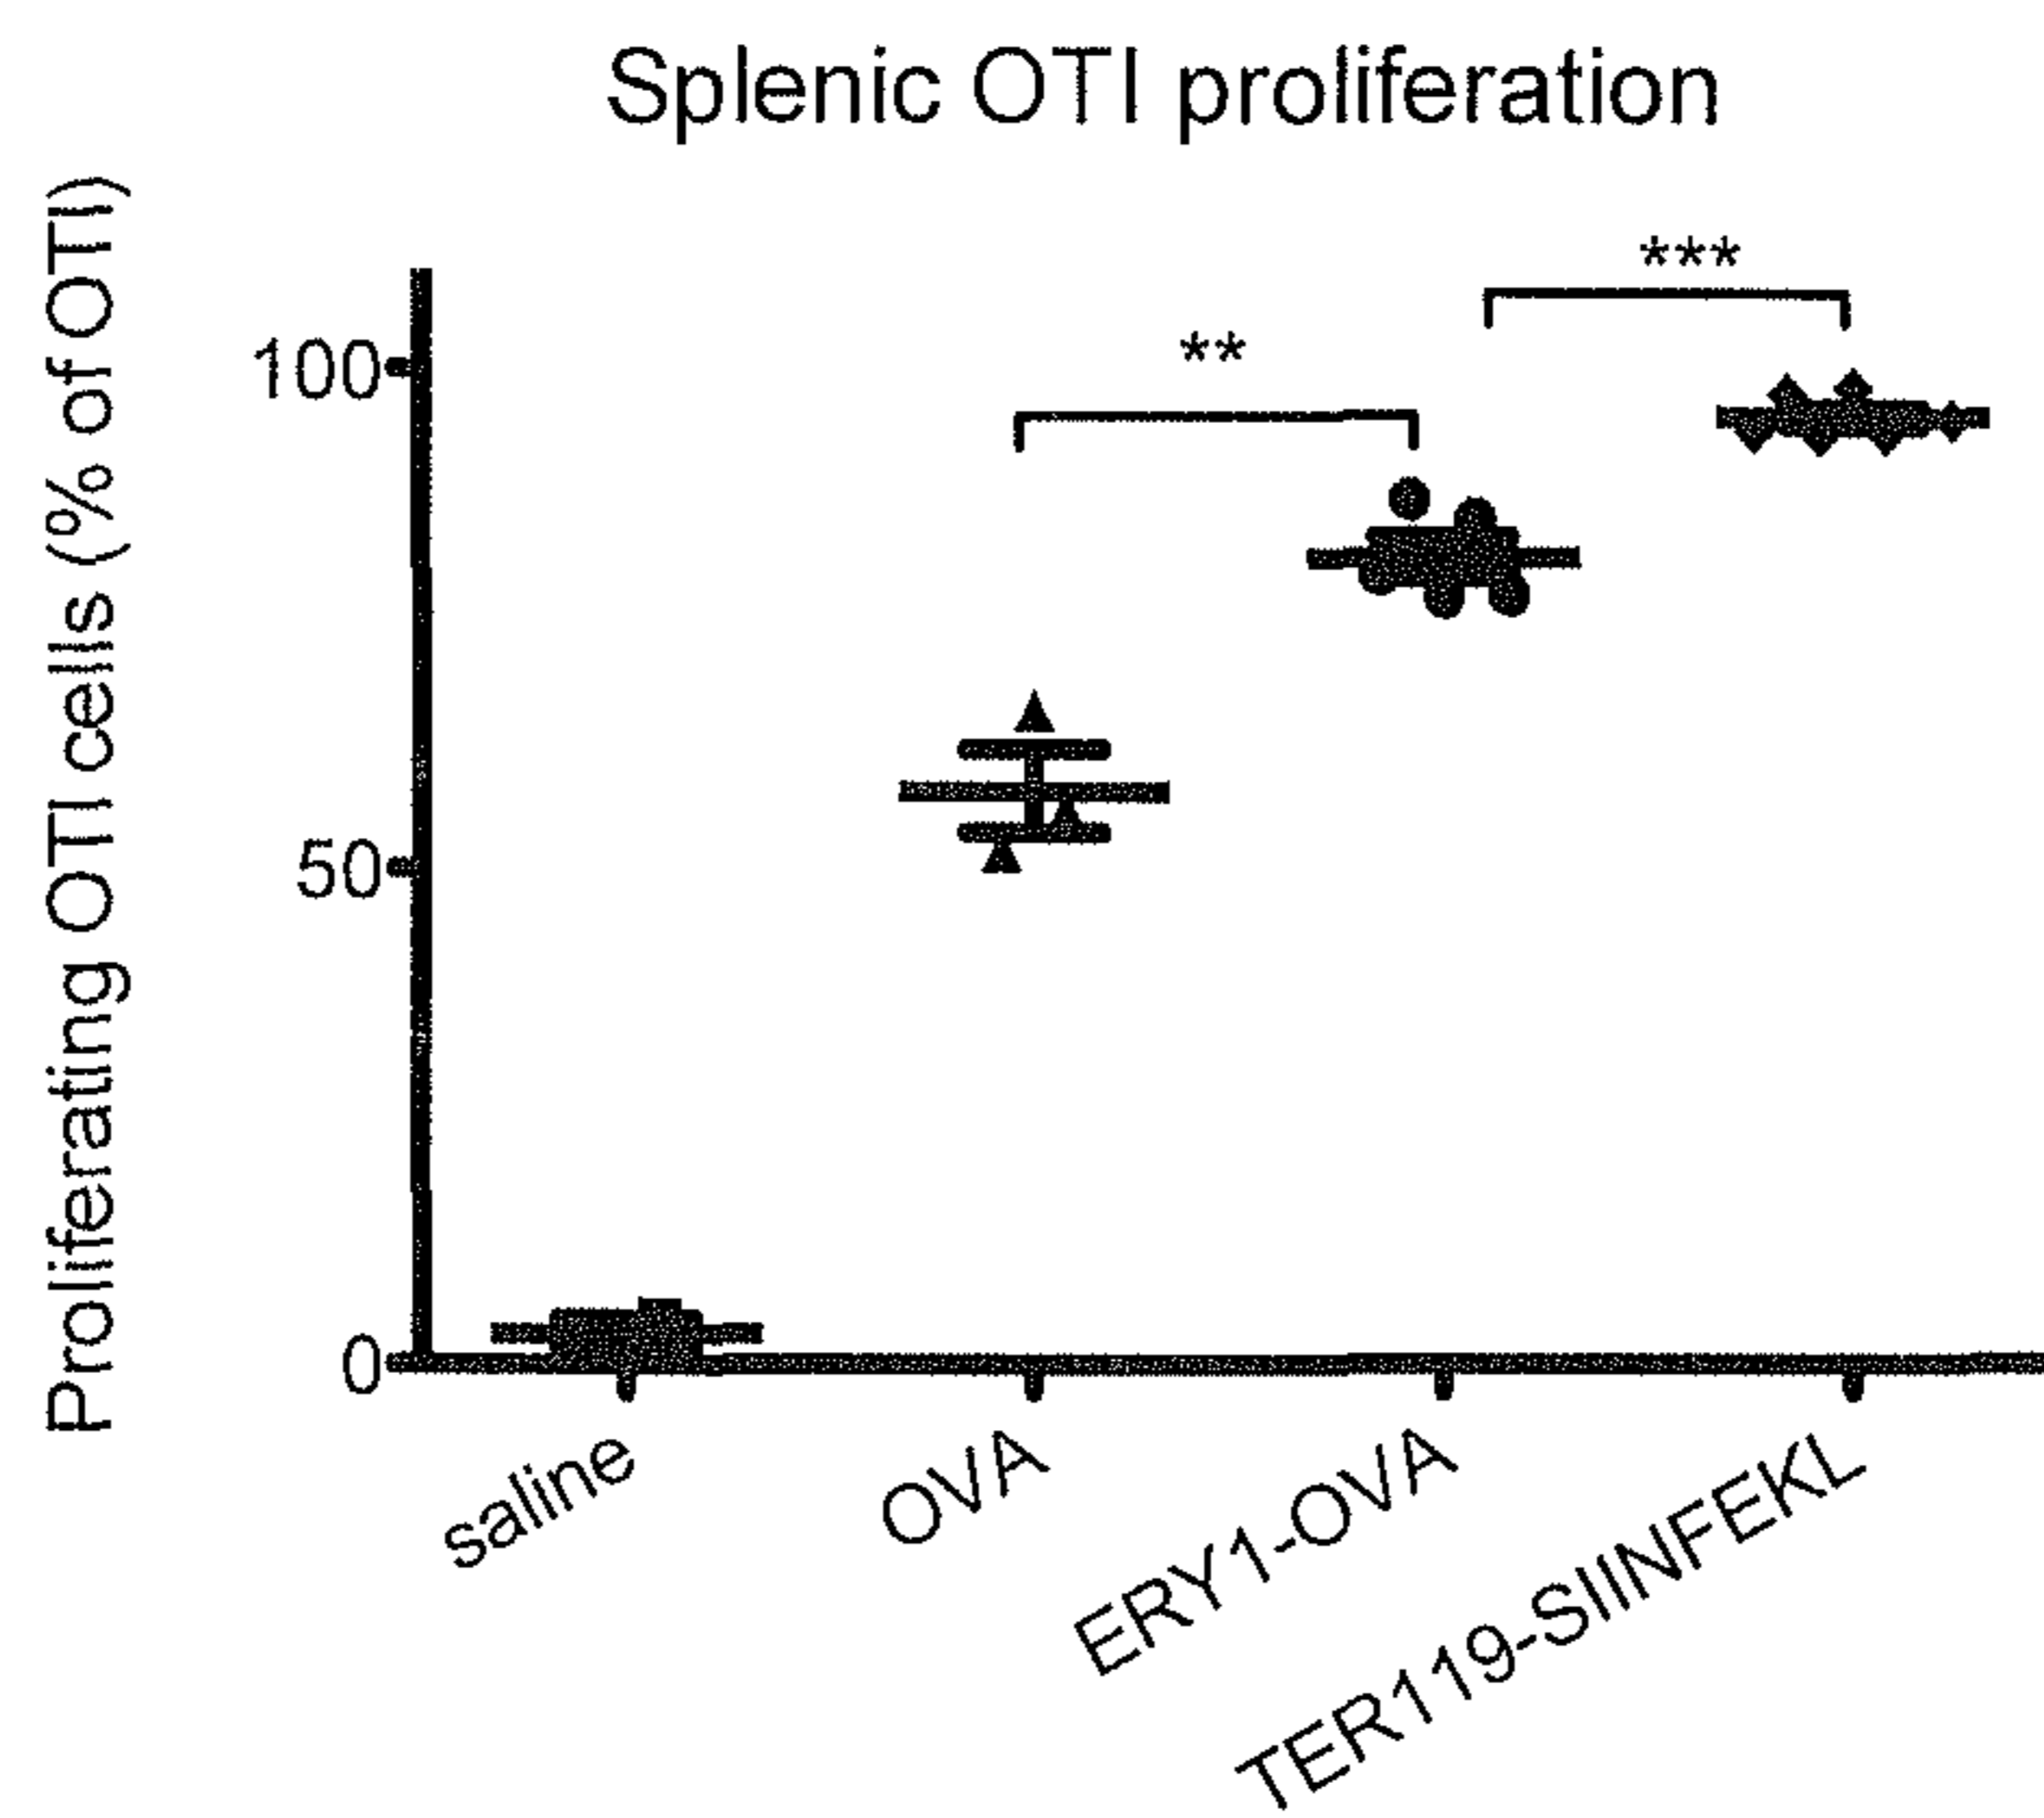 Splenic OTI proliferation
Proliferating OTI cells (% of OTI)
***
**
100
50
0
saline
OVA
ERY1-OVA
TER119-SIINFEKL